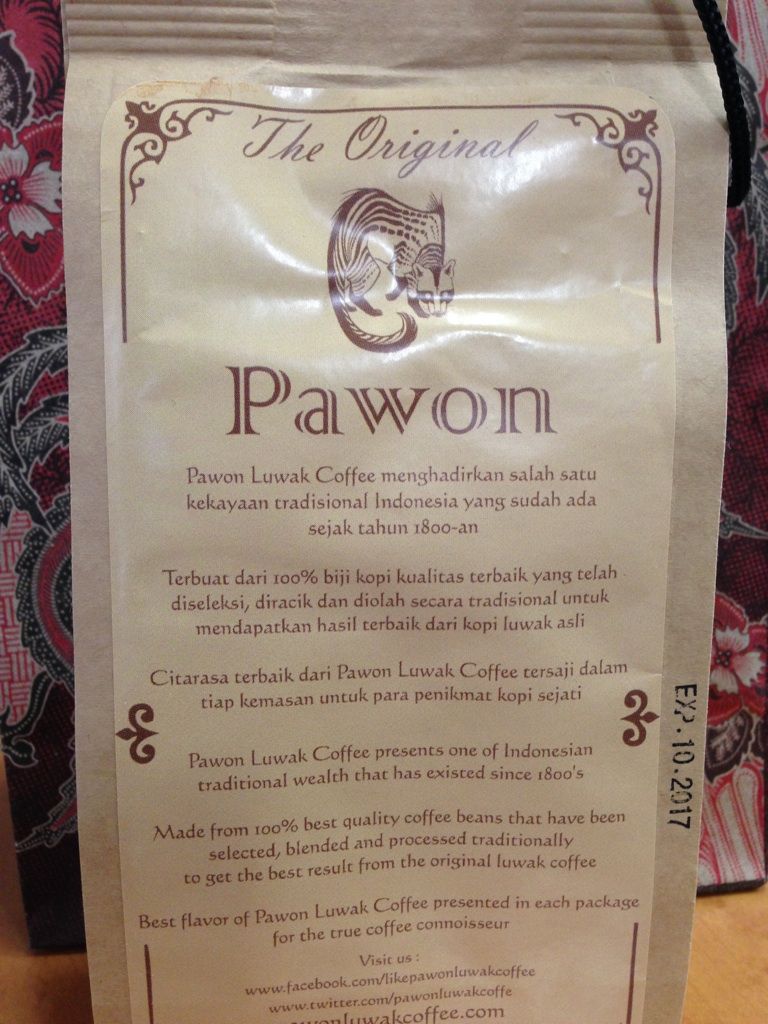 The Original
Pawon
Pawon Luwak Coffee menghadirkan salah satu
kekayaan tradisional Indonesia yang sudah ada
sejak tahun 1800-an
Terbuat dari 100% biji kopi kualitas terbaik yang telah
diseleksi, diracik dan diolah secara tradisional untuk
mendapatkan hasil terbaik dari kopi luwak asli
Citarasa terbaik dari Pawon Luwak Coffee tersaji dalam
tiap kemasan untuk para penikmat kopi sejati
Pawon Luwak Coffee presents one of Indonesian
traditional wealth that has existed since 1800's
Made from 100% best quality coffee beans that have been
selected, blended and processed traditionally
to get the best result from the original luwak coffee
Best flavor of Pawon Luwak Coffee presented in each package
for the true coffee connoisseur
Visit us :
www.facebook.com/likepawonluwakcoffee
www.twitter.com/pawonluwakcoffe
pawonluwakcoffee.com
EXP. 10. 2017